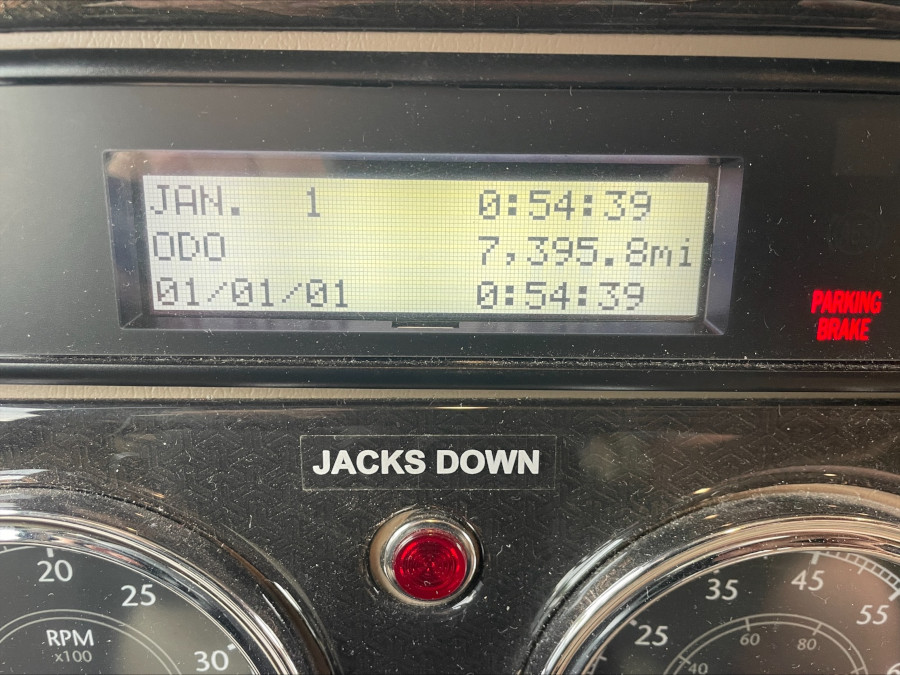 JAN. 1 0:54:39
ODO 7,395.8mi
01/01/01 0:54:39
PARKING
BRAKE
JACKS DOWN
20
25
30
RPM
x100
25
35
45
55
40
60
80